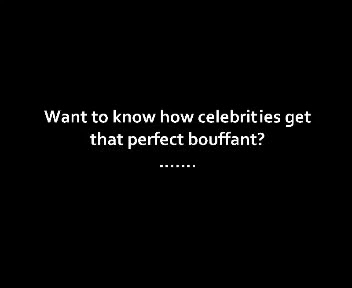 Want to know how celebrities get
that perfect bouffant?
.......